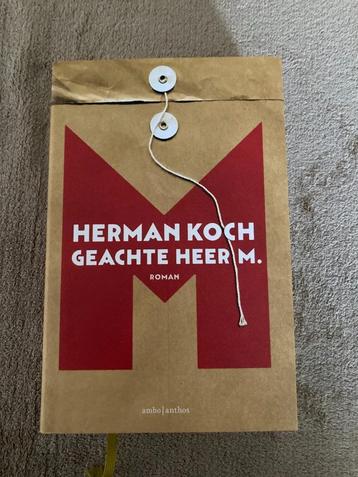 HERMAN KOCH
GEACHTE HEER M.
ROMAN
M
ambo|anthos